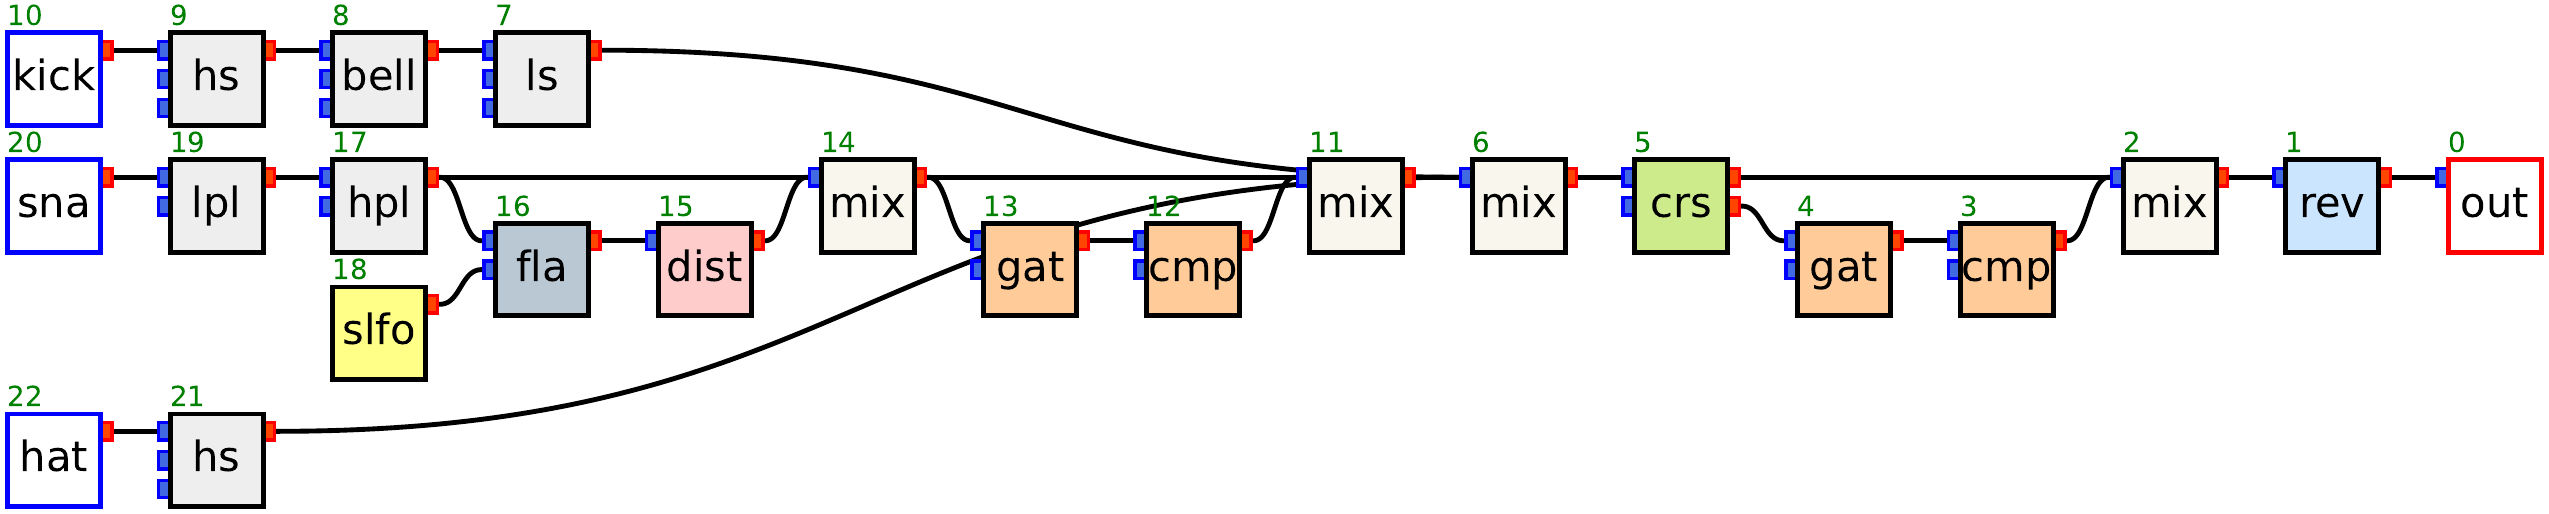 10 9 8 7
kick hs bell ls
20 19 17 14 11 6 5 2 1 0
sna lpl hpl mix mix mix crs mix rev out
16 15 13 12 4 3
fla dist gat cmp gat cmp
18
slfo
22 21
hat hs